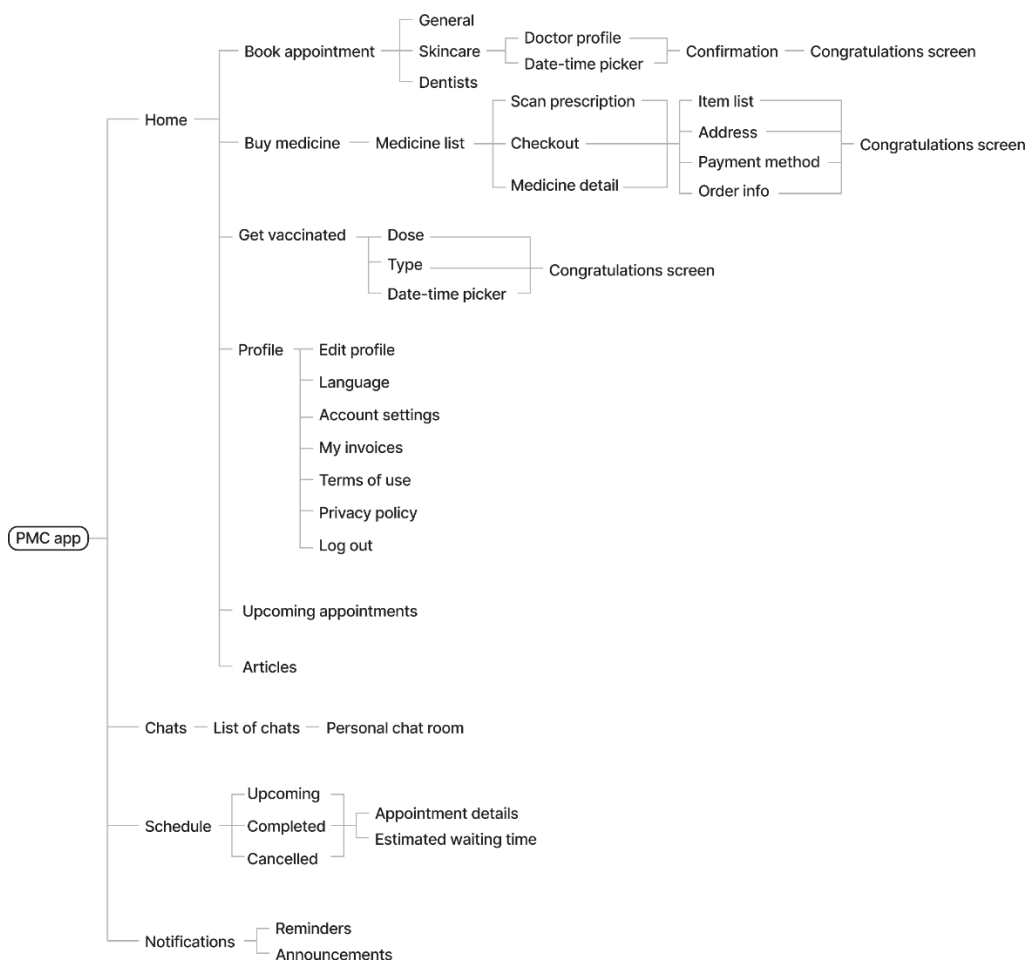 General
Book appointment
Skincare
Doctor profile
Date-time picker
Confirmation
Congratulations screen
Dentists
Home
Buy medicine
Medicine list
Scan prescription
Checkout
Medicine detail
Item list
Address
Payment method
Order info
Congratulations screen
Get vaccinated
Dose
Type
Date-time picker
Congratulations screen
Profile
Edit profile
Language
Account settings
My invoices
Terms of use
Privacy policy
Log out
PMC app
Upcoming appointments
Articles
Chats
List of chats
Personal chat room
Schedule
Upcoming
Completed
Cancelled
Appointment details
Estimated waiting time
Notifications
Reminders
Announcements